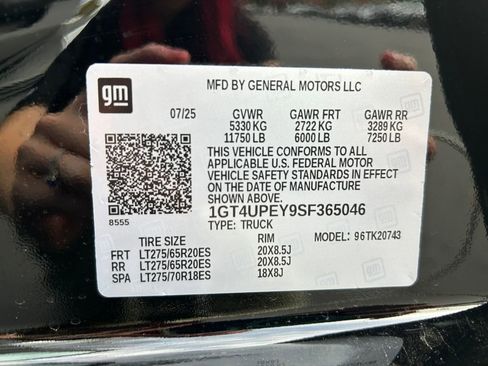 gm
MFD BY GENERAL MOTORS LLC
07/25 GVWR GAWR FRT GAWR RR
5330 KG 2722 KG 3289 KG
11750 LB 6000 LB 7250 LB
THIS VEHICLE CONFORMS TO ALL
APPLICABLE U.S. FEDERAL MOTOR
VEHICLE SAFETY STANDARDS IN EFFECT
ON THE DATE OF MANUFACTURE
1GT4UPEY9SF365046
8555 TYPE: TRUCK
TIRE SIZE RIM MODEL: 96TK20743
FRT LT275/65R20ES 20X8.5J
RR LT275/65R20ES 20X8.5J
SPA LT275/70R18ES 18X8J